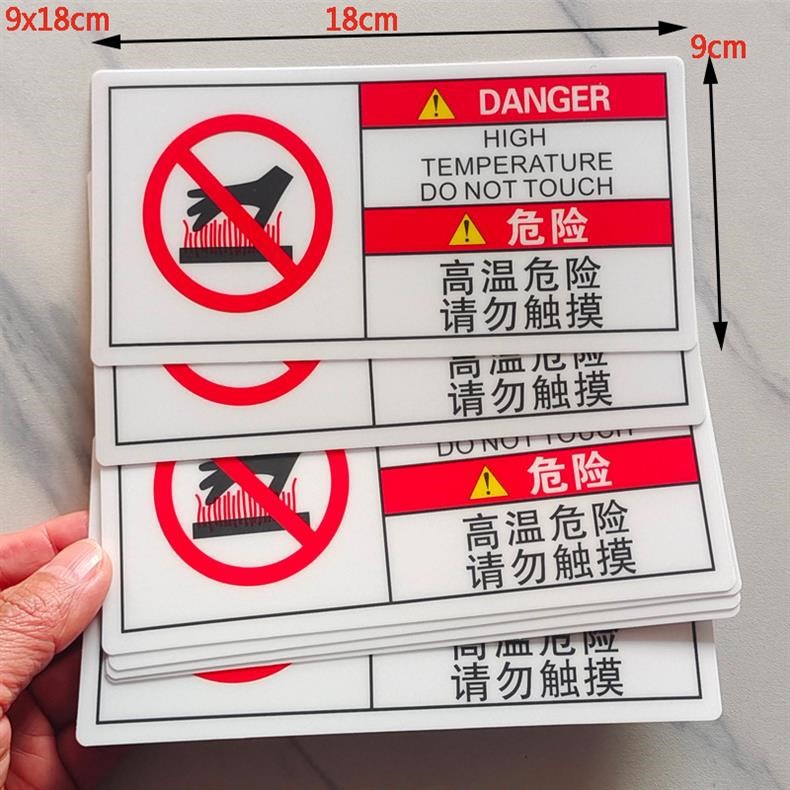 9x18cm
18cm
9cm
DANGER
HIGH
TEMPERATURE
DO NOT TOUCH
危险
高温危险
请勿触摸
高温危险
请勿触摸
DO NOT TOUCH
危险
高温危险
请勿触摸
高温危险
请勿触摸